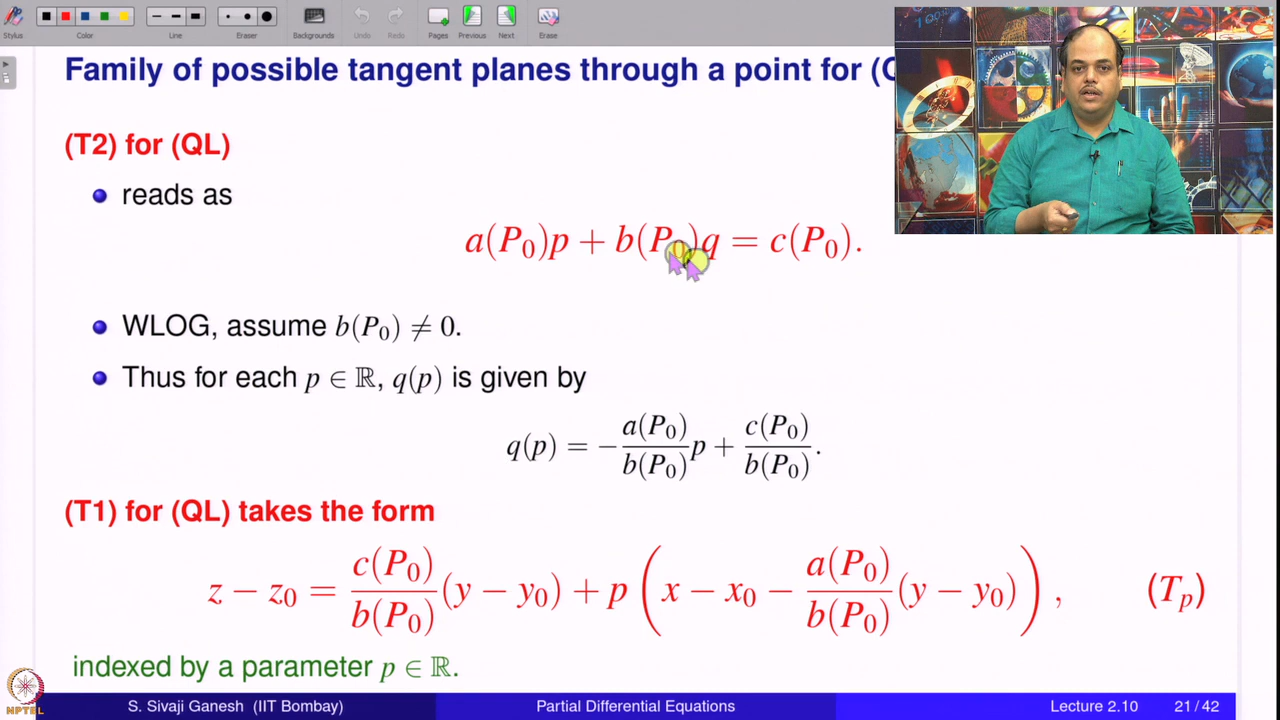 Stylus Color Line Eraser Backgrounds Undo Redo Pages Previous Next Erase
Family of possible tangent planes through a point for (
(T2) for (QL)
reads as
a(P₀)p + b(P₀)q = c(P₀).
WLOG, assume b(P₀) ≠ 0.
Thus for each p ∈ ℝ, q(p) is given by
q(p) = −a(P₀)/b(P₀) p + c(P₀)/b(P₀).
(T1) for (QL) takes the form
z − z₀ = c(P₀)/b(P₀) (y − y₀) + p ( x − x₀ − a(P₀)/b(P₀) (y − y₀) ) , (Tₚ)
indexed by a parameter p ∈ ℝ.
NPTEL
S. Sivaji Ganesh (IIT Bombay) Partial Differential Equations Lecture 2.10 21 / 42